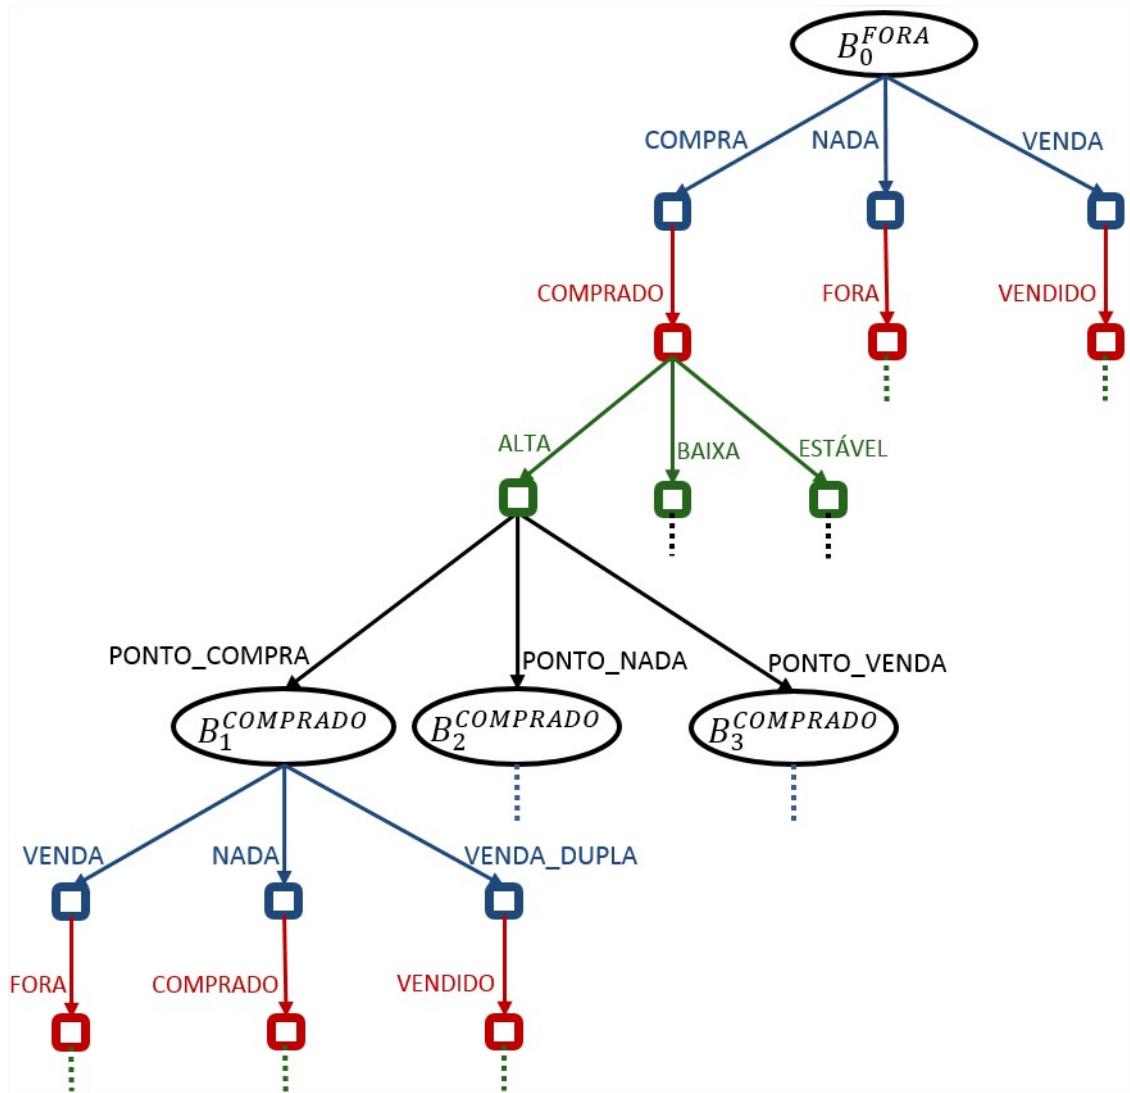 B_0^{FORA}
COMPRA NADA VENDA
COMPRADO FORA VENDIDO
ALTA BAIXA ESTÁVEL
PONTO_COMPRA PONTO_NADA PONTO_VENDA
B_1^{COMPRADO} B_2^{COMPRADO} B_3^{COMPRADO}
VENDA NADA VENDA_DUPLA
FORA COMPRADO VENDIDO